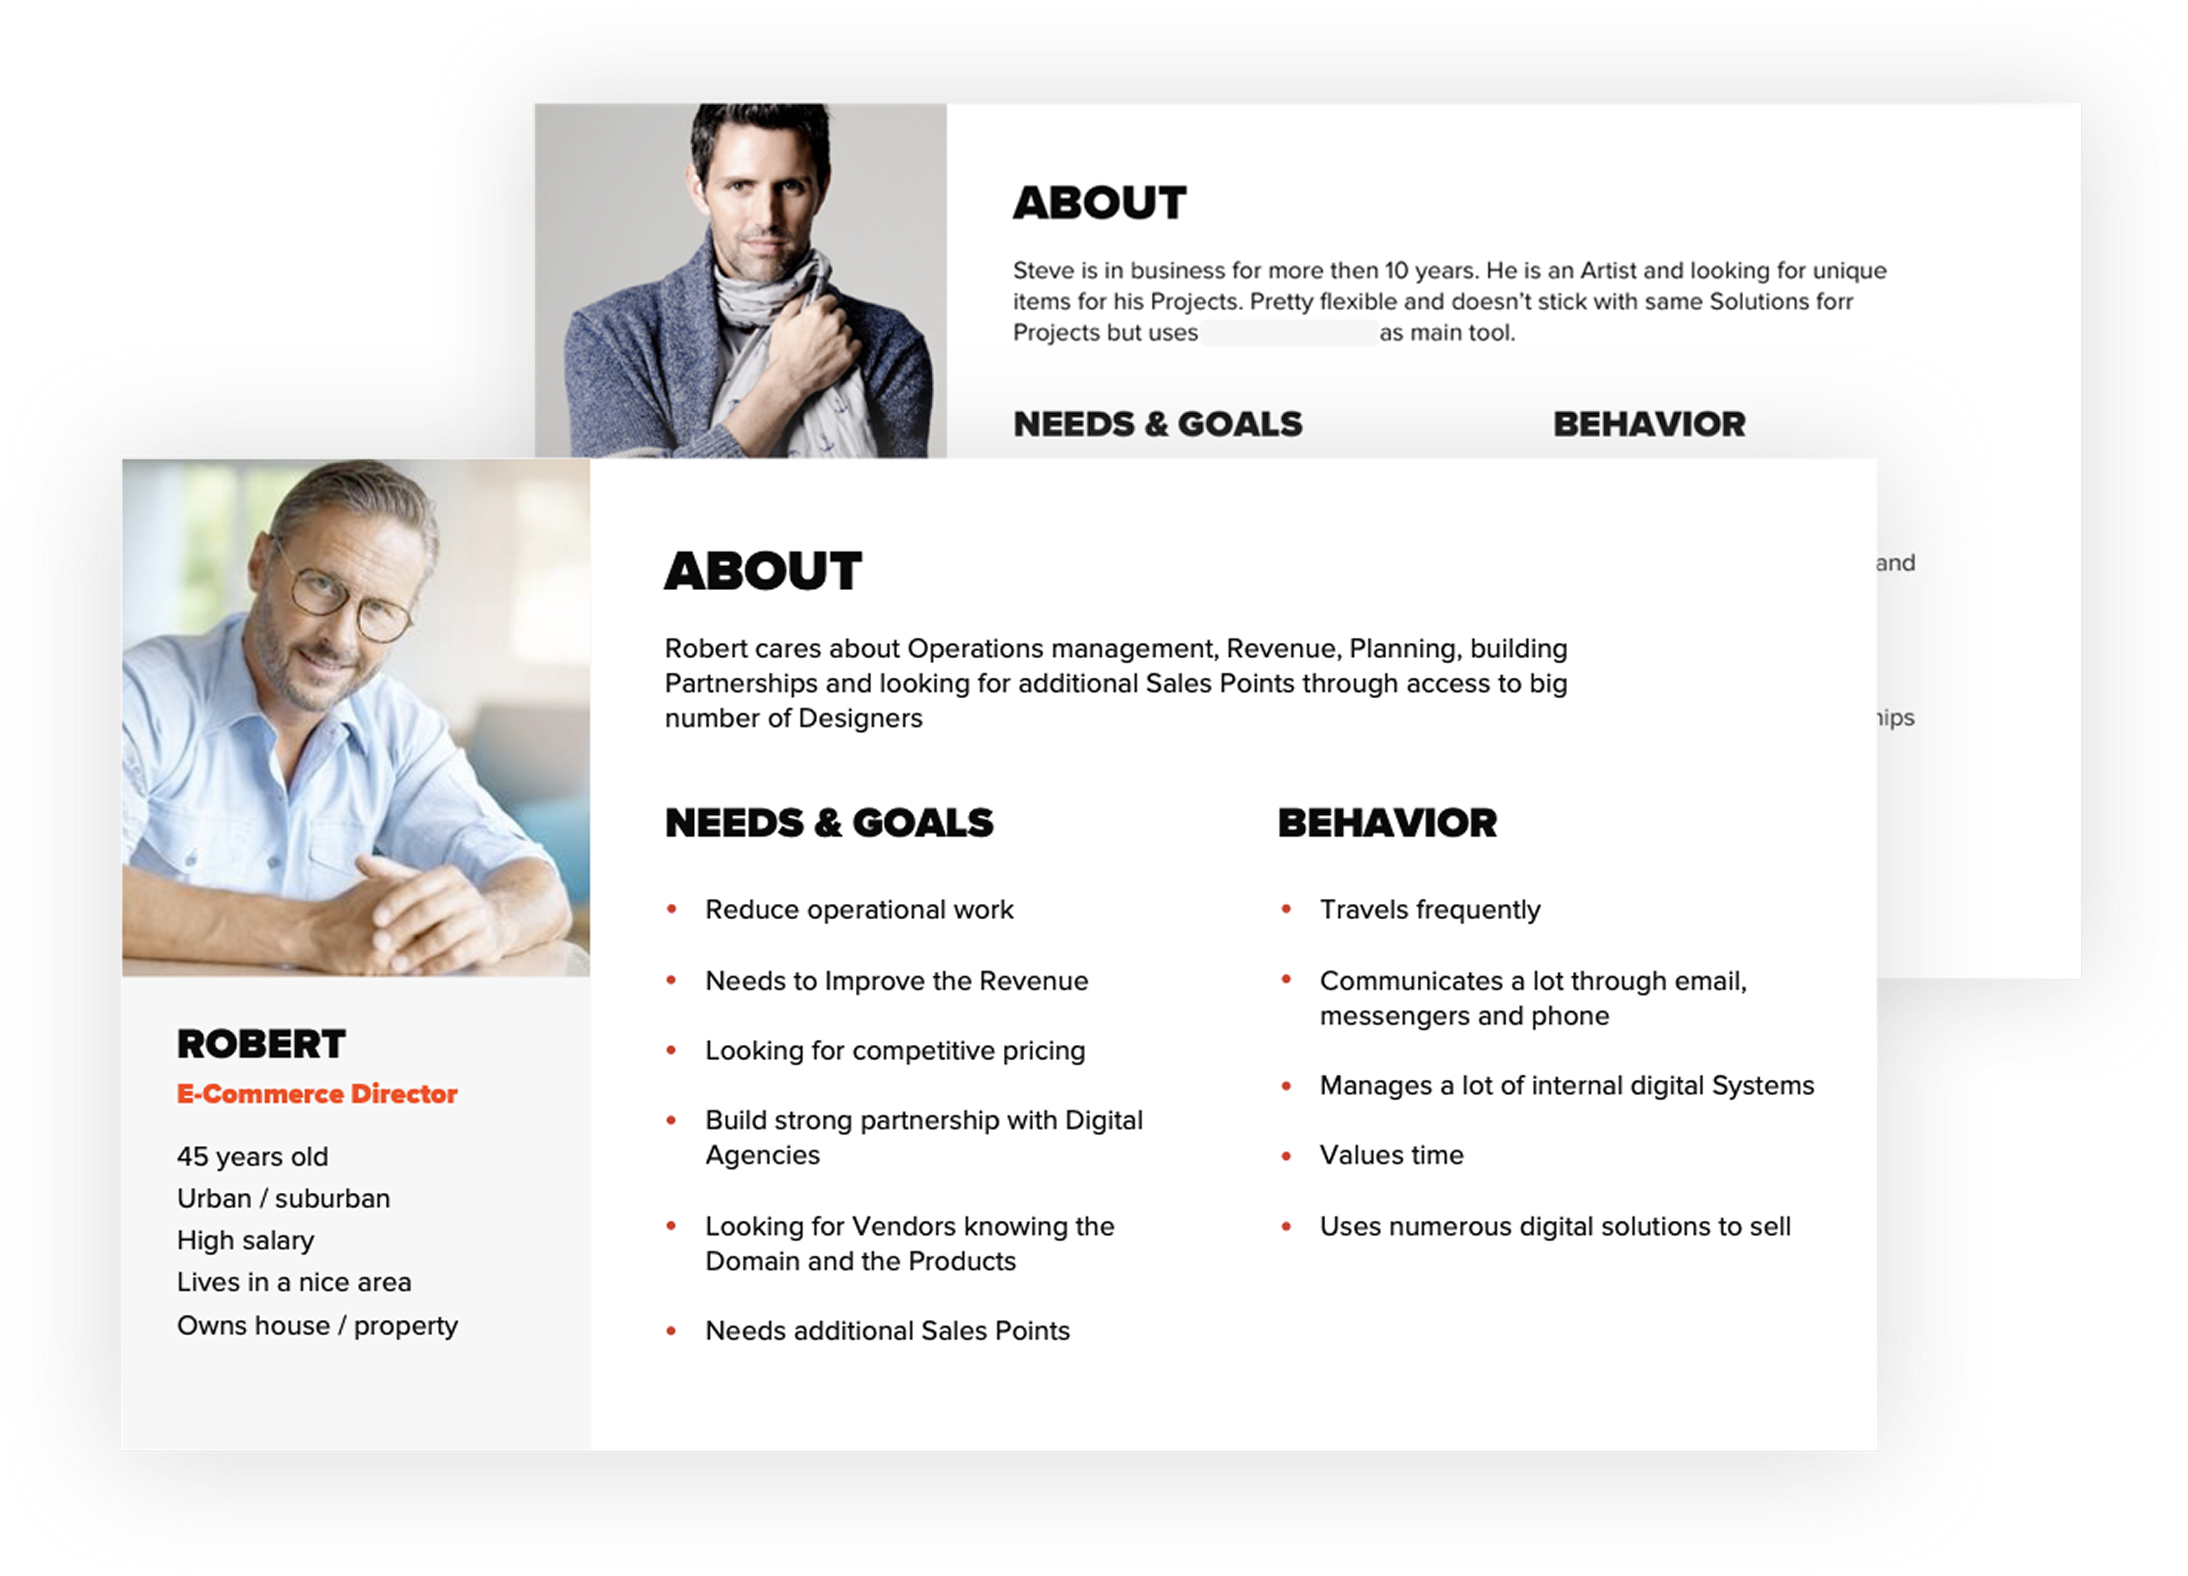 ABOUT
Steve is in business for more then 10 years. He is an Artist and looking for unique
items for his Projects. Pretty flexible and doesn't stick with same Solutions forr
Projects but uses as main tool.
NEEDS & GOALS
BEHAVIOR
and
ABOUT
Robert cares about Operations management, Revenue, Planning, building
Partnerships and looking for additional Sales Points through access to big
number of Designers
NEEDS & GOALS
Reduce operational work
Needs to Improve the Revenue
Looking for competitive pricing
Build strong partnership with Digital
Agencies
Looking for Vendors knowing the
Domain and the Products
Needs additional Sales Points
BEHAVIOR
Travels frequently
Communicates a lot through email,
messengers and phone
Manages a lot of internal digital Systems
Values time
Uses numerous digital solutions to sell
ROBERT
E-Commerce Director
45 years old
Urban / suburban
High salary
Lives in a nice area
Owns house / property